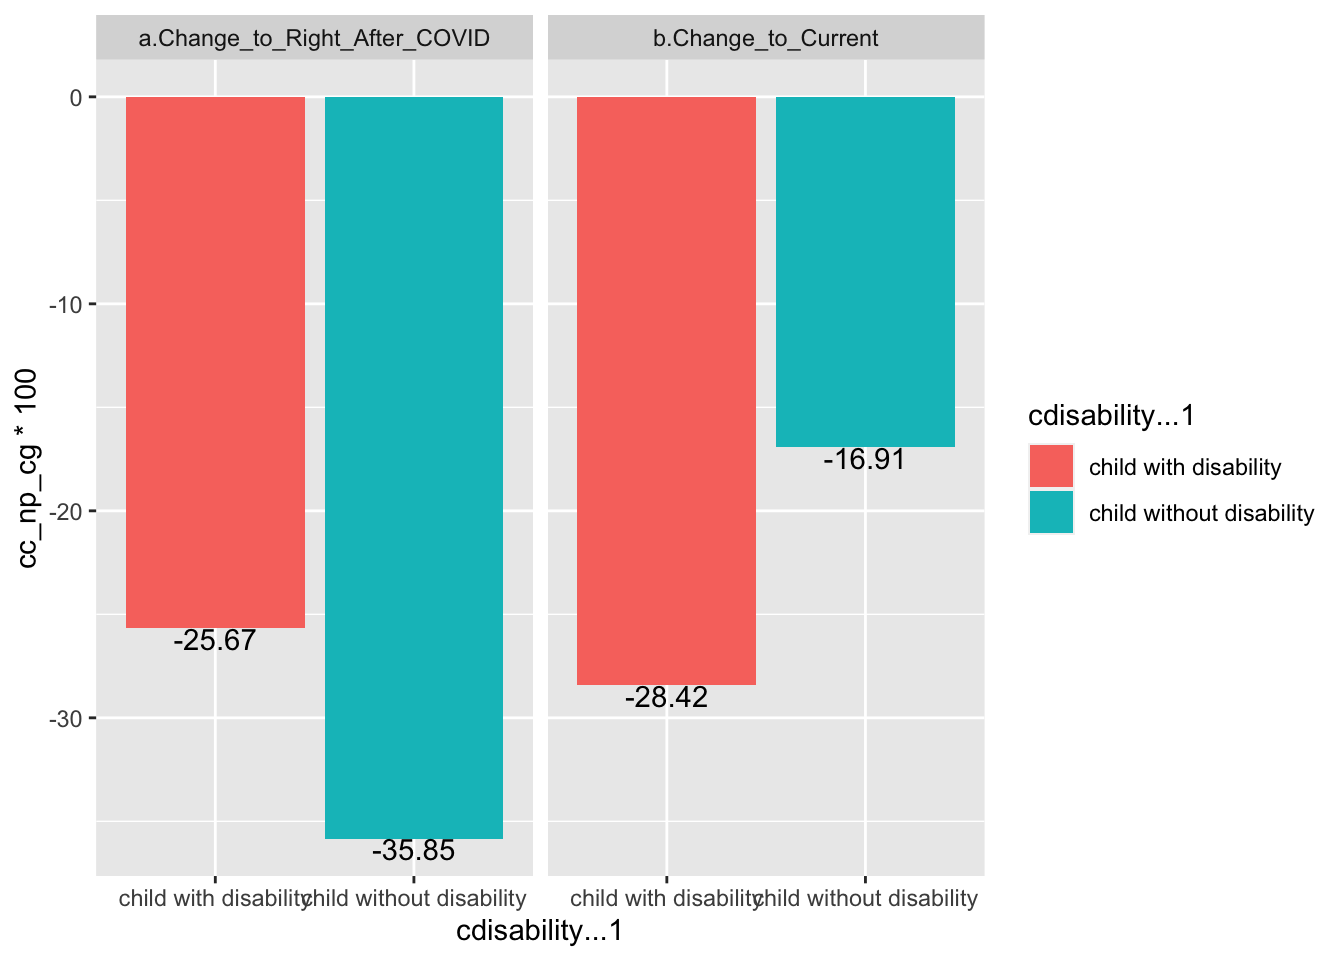 a.Change_to_Right_After_COVID
b.Change_to_Current
0
-10
-20
-30
cc_np_cg * 100
-25.67
-35.85
-28.42
-16.91
child with disability
child without disability
child with disability
child without disability
cdisability...1
cdisability...1
child with disability
child without disability